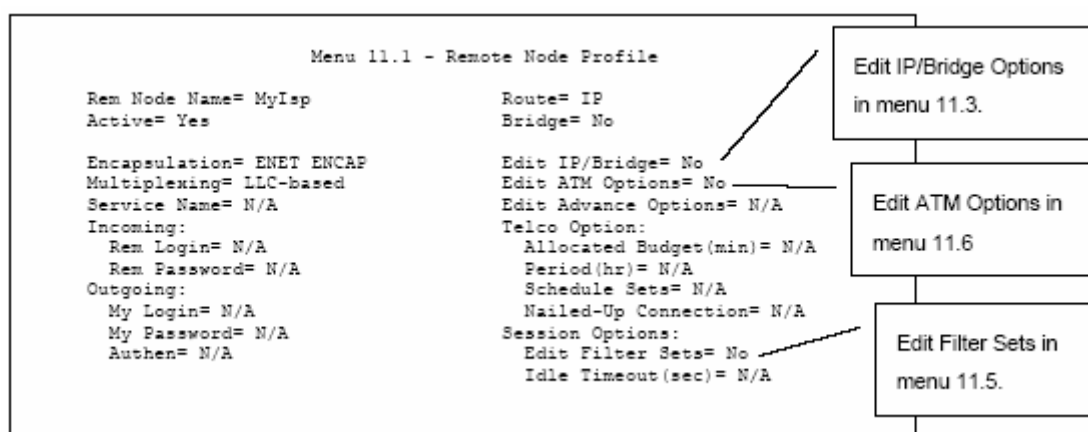 Menu 11.1 - Remote Node Profile
Rem Node Name= MyIsp Route= IP
Active= Yes Bridge= No
Encapsulation= ENET ENCAP Edit IP/Bridge= No
Multiplexing= LLC-based Edit ATM Options= No
Service Name= N/A Edit Advance Options= N/A
Incoming: Telco Option:
Rem Login= N/A Allocated Budget(min)= N/A
Rem Password= N/A Period(hr)= N/A
Outgoing: Schedule Sets= N/A
My Login= N/A Nailed-Up Connection= N/A
My Password= N/A Session Options:
Authen= N/A Edit Filter Sets= No
Idle Timeout(sec)= N/A
Edit IP/Bridge Options
in menu 11.3.
Edit ATM Options in
menu 11.6
Edit Filter Sets in
menu 11.5.